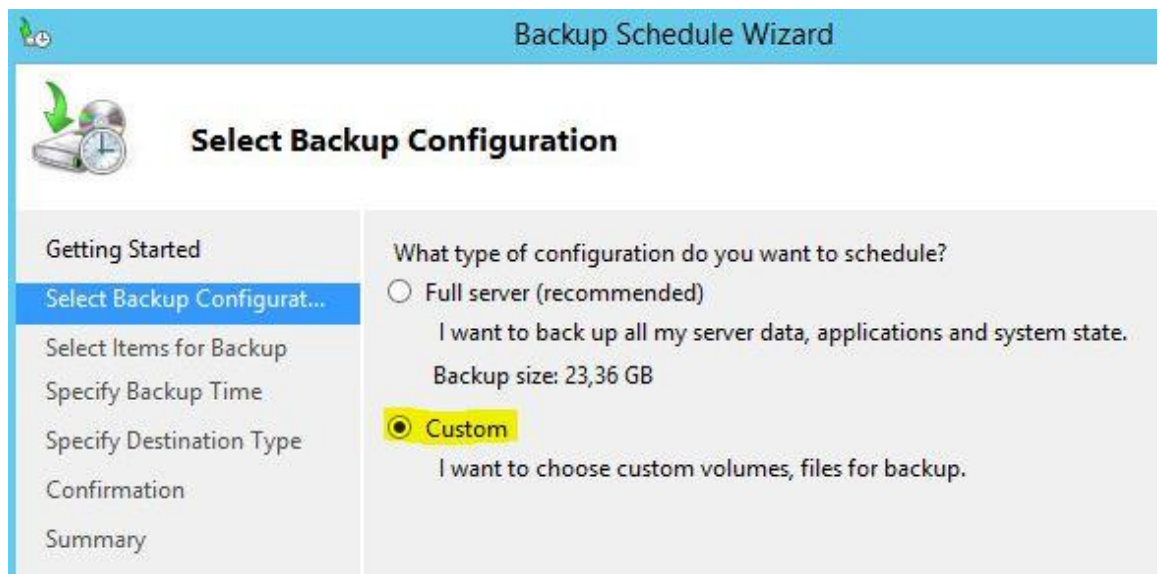 Backup Schedule Wizard
Select Backup Configuration
Getting Started
Select Backup Configurat...
Select Items for Backup
Specify Backup Time
Specify Destination Type
Confirmation
Summary
What type of configuration do you want to schedule?
Full server (recommended)
I want to back up all my server data, applications and system state.
Backup size: 23,36 GB
Custom
I want to choose custom volumes, files for backup.